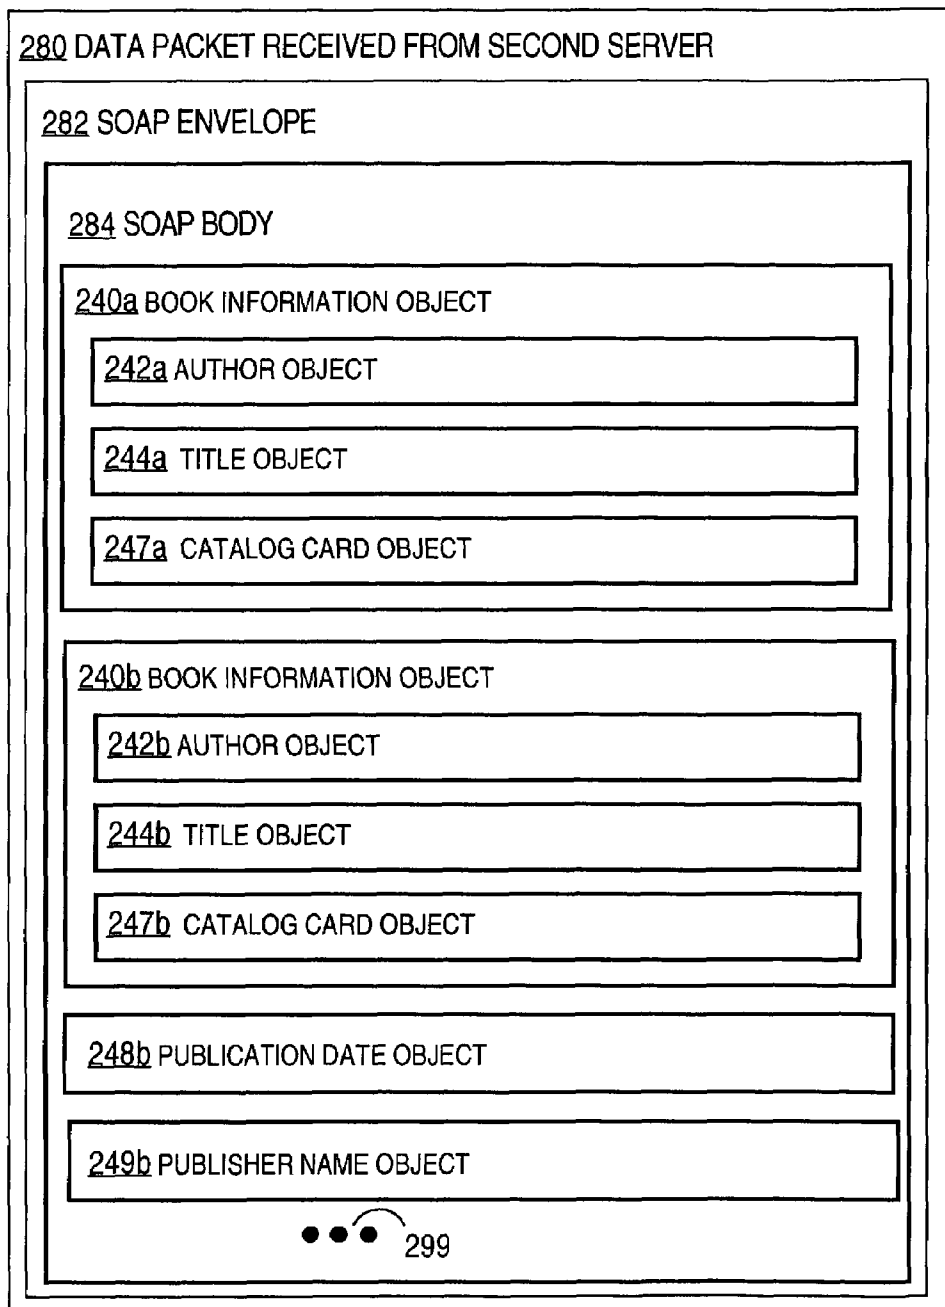 280 DATA PACKET RECEIVED FROM SECOND SERVER
282 SOAP ENVELOPE
284 SOAP BODY
240a BOOK INFORMATION OBJECT
242a AUTHOR OBJECT
244a TITLE OBJECT
247a CATALOG CARD OBJECT
240b BOOK INFORMATION OBJECT
242b AUTHOR OBJECT
244b TITLE OBJECT
247b CATALOG CARD OBJECT
248b PUBLICATION DATE OBJECT
249b PUBLISHER NAME OBJECT
299